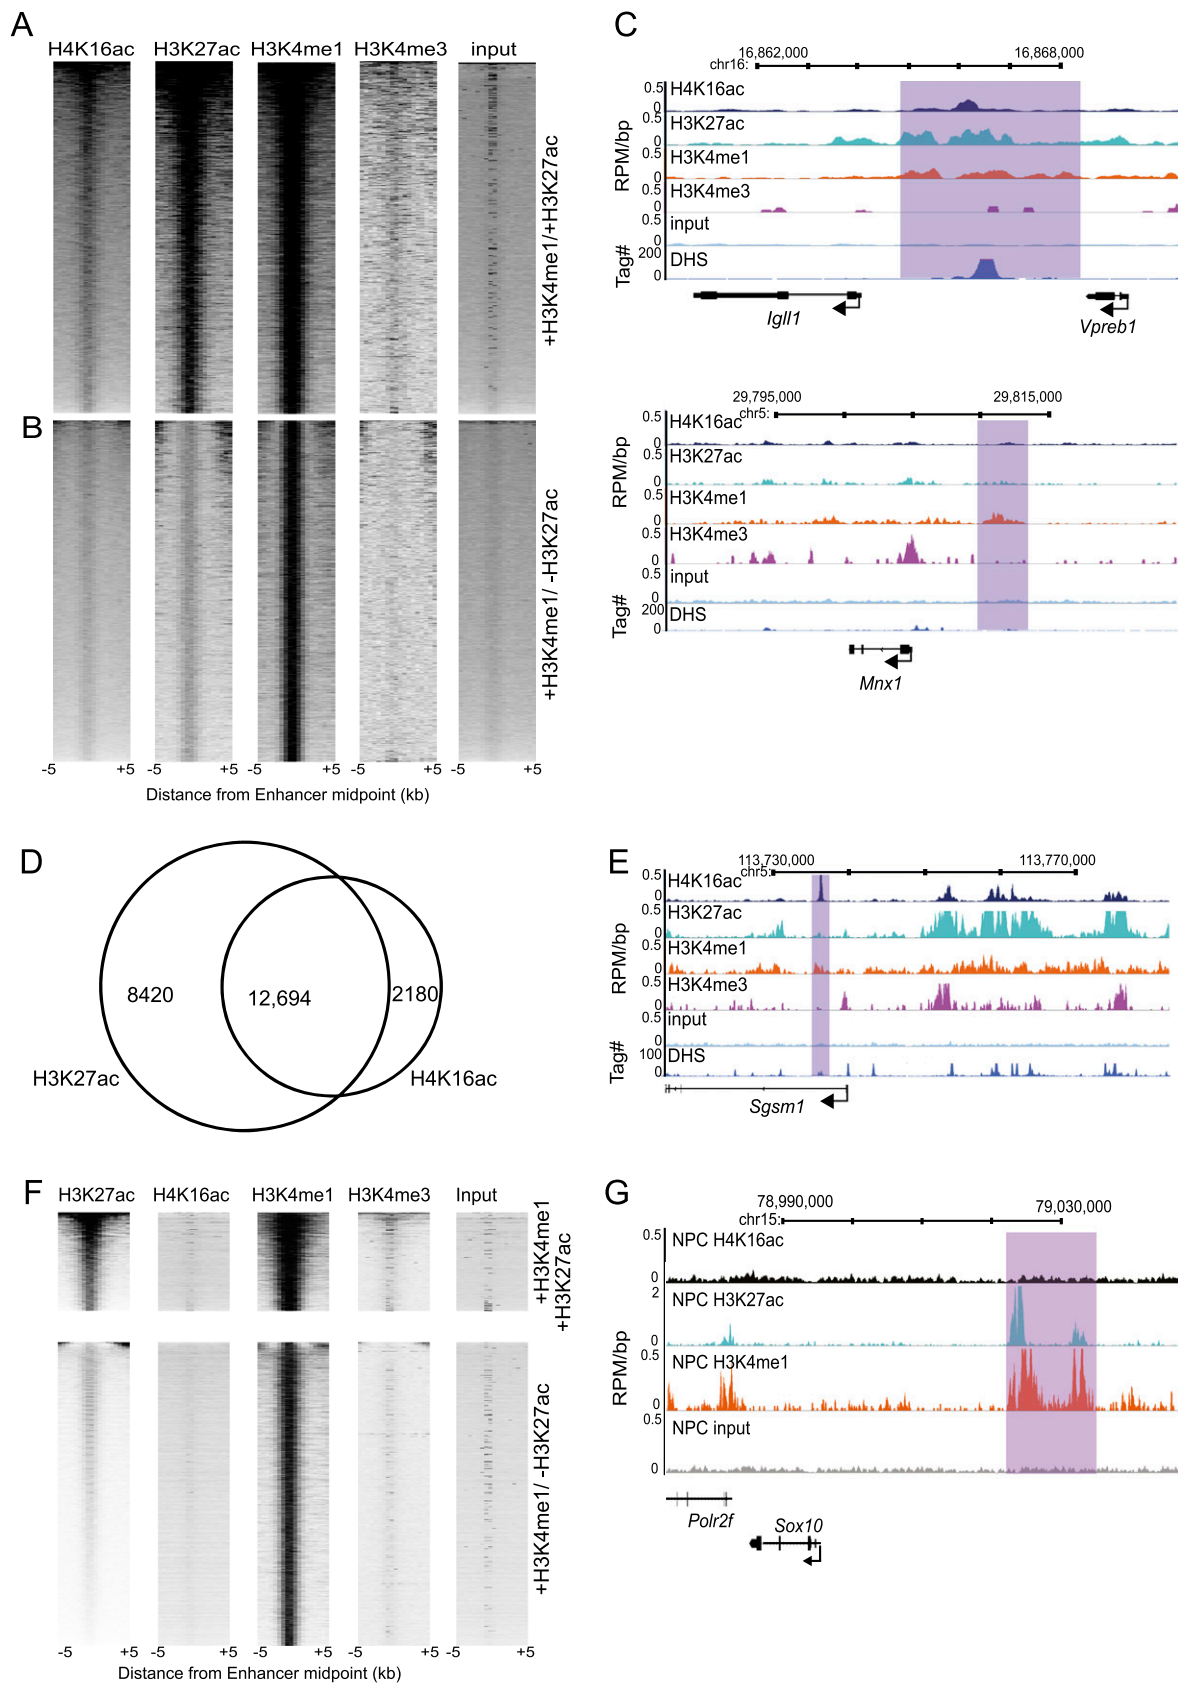 A
H4K16ac H3K27ac H3K4me1 H3K4me3 input
+H3K4me1/+H3K27ac
B
+H3K4me1/ -H3K27ac
-5 +5 -5 +5 -5 +5 -5 +5 -5 +5
Distance from Enhancer midpoint (kb)
C
16,862,000 16,868,000
chr16:
0.5 H4K16ac
0
0.5 H3K27ac
0
0.5 H3K4me1
0
0.5 H3K4me3
0
0.5 input
0
200 DHS
0
RPM/bp
Tag#
Igll1 Vpreb1
29,795,000 29,815,000
chr5:
0.5 H4K16ac
0
0.5 H3K27ac
0
0.5 H3K4me1
0
0.5 H3K4me3
0
0.5 input
0
200 DHS
0
RPM/bp
Tag#
Mnx1
D
8420 12,694 2180
H3K27ac H4K16ac
E
113,730,000 113,770,000
chr5:
0.5 H4K16ac
0
0.5 H3K27ac
0
0.5 H3K4me1
0
0.5 H3K4me3
0
0.5 input
0
100 DHS
0
RPM/bp
Tag#
Sgsm1
F
H3K27ac H4K16ac H3K4me1 H3K4me3 Input
+H3K4me1
+H3K27ac
+H3K4me1/ -H3K27ac
-5 +5 -5 +5 -5 +5 -5 +5 -5 +5
Distance from Enhancer midpoint (kb)
G
78,990,000 79,030,000
chr15:
0.5 NPC H4K16ac
0
2 NPC H3K27ac
0
0.5 NPC H3K4me1
0
0.5 NPC input
0
RPM/bp
Polr2f
Sox10